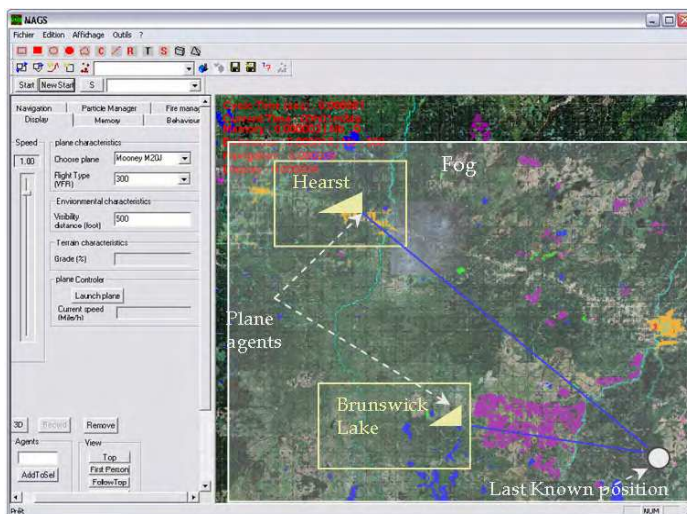 NAGS
Fichier Edition Affichage Outils ?
C R T S
Start New Start S
Navigation Particle Manager Fire manag
Display Memory Behaviour
Speed
1.00
plane characteristics
Choose plane Mooney M20J
Flight Type (VFR) 300
Environmental characteristics
Visibility distance (foot) 500
Terrain characteristics
Grade (%)
plane Controler
Launch plane
Current speed (Mile/h)
3D Record Remove
Agents
AddToSel
View
Top
First Person
FollowTop
Prêt
NUM
Fog
Hearst
Plane agents
Brunswick Lake
Last Known position